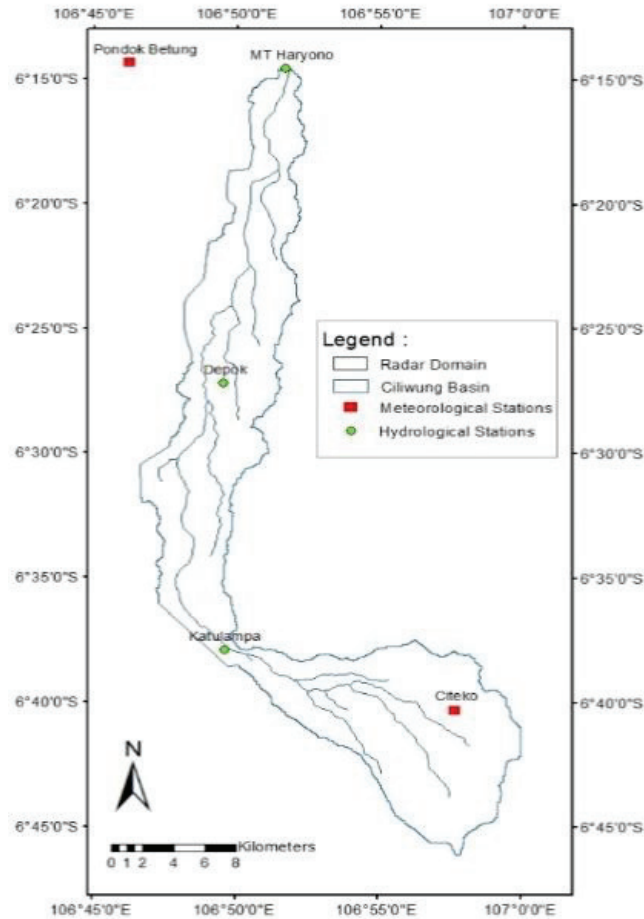 106°45'0"E 106°50'0"E 106°55'0"E 107°0'0"E
Pondok Betung
MT Haryono
6°15'0"S 6°15'0"S
6°20'0"S 6°20'0"S
6°25'0"S 6°25'0"S
Legend :
Radar Domain
Ciliwung Basin
Meteorological Stations
Hydrological Stations
Depok
6°30'0"S 6°30'0"S
6°35'0"S 6°35'0"S
Katulampa
6°40'0"S 6°40'0"S
Citeko
N
6°45'0"S 6°45'0"S
Kilometers
0 1 2 4 6 8
106°45'0"E 106°50'0"E 106°55'0"E 107°0'0"E